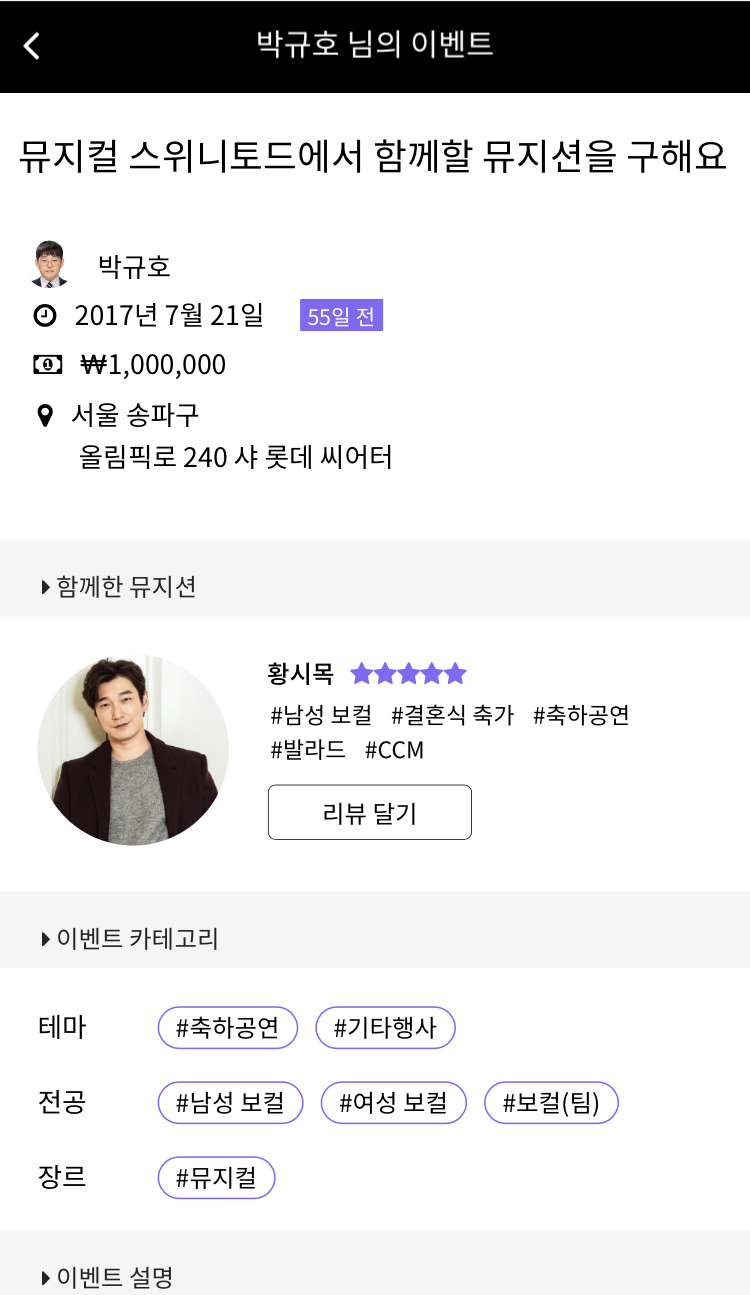 박규호 님의 이벤트
뮤지컬 스위니토드에서 함께할 뮤지션을 구해요
박규호
2017년 7월 21일 55일 전
₩1,000,000
서울 송파구
올림픽로 240 샤 롯데 씨어터
함께한 뮤지션
황시목
#남성 보컬 #결혼식 축가 #축하공연
#발라드 #CCM
리뷰 달기
이벤트 카테고리
테마 #축하공연 #기타행사
전공 #남성 보컬 #여성 보컬 #보컬(팀)
장르 #뮤지컬
이벤트 설명